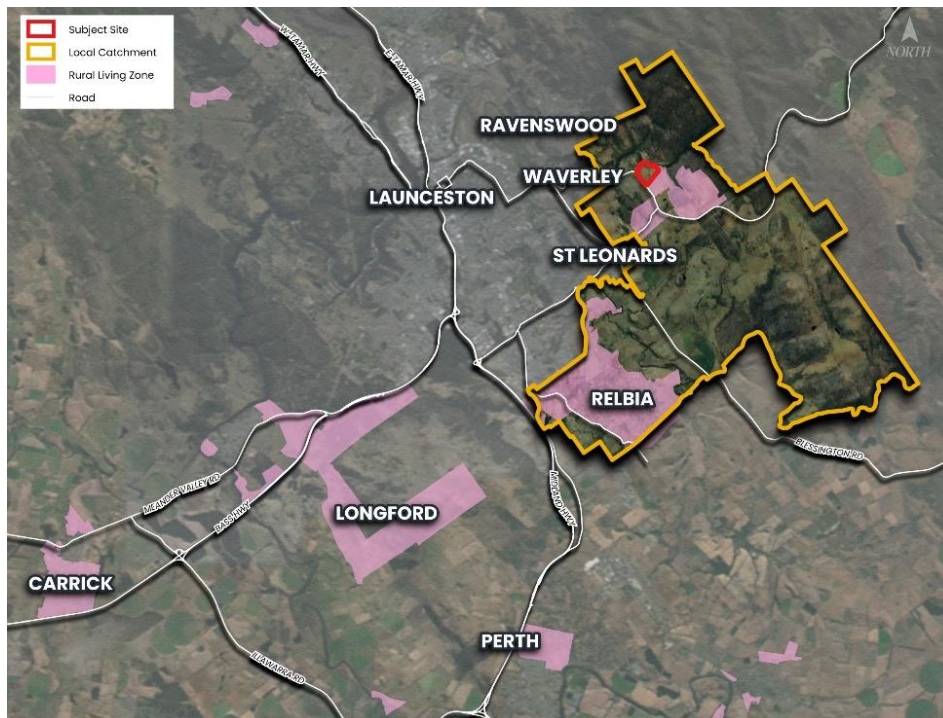 Subject Site
Local Catchment
Rural Living Zone
Road
NORTH
W. TAMAR HWY
E. TAMAR HWY
RAVENSWOOD
WAVERLEY
LAUNCESTON
ST LEONARDS
RELBIA
BLESSINGTON RD
MEANDER VALLEY RD
BASS HWY
LONGFORD
MIDLAND HWY
CARRICK
PERTH
ILLAWARRA RD